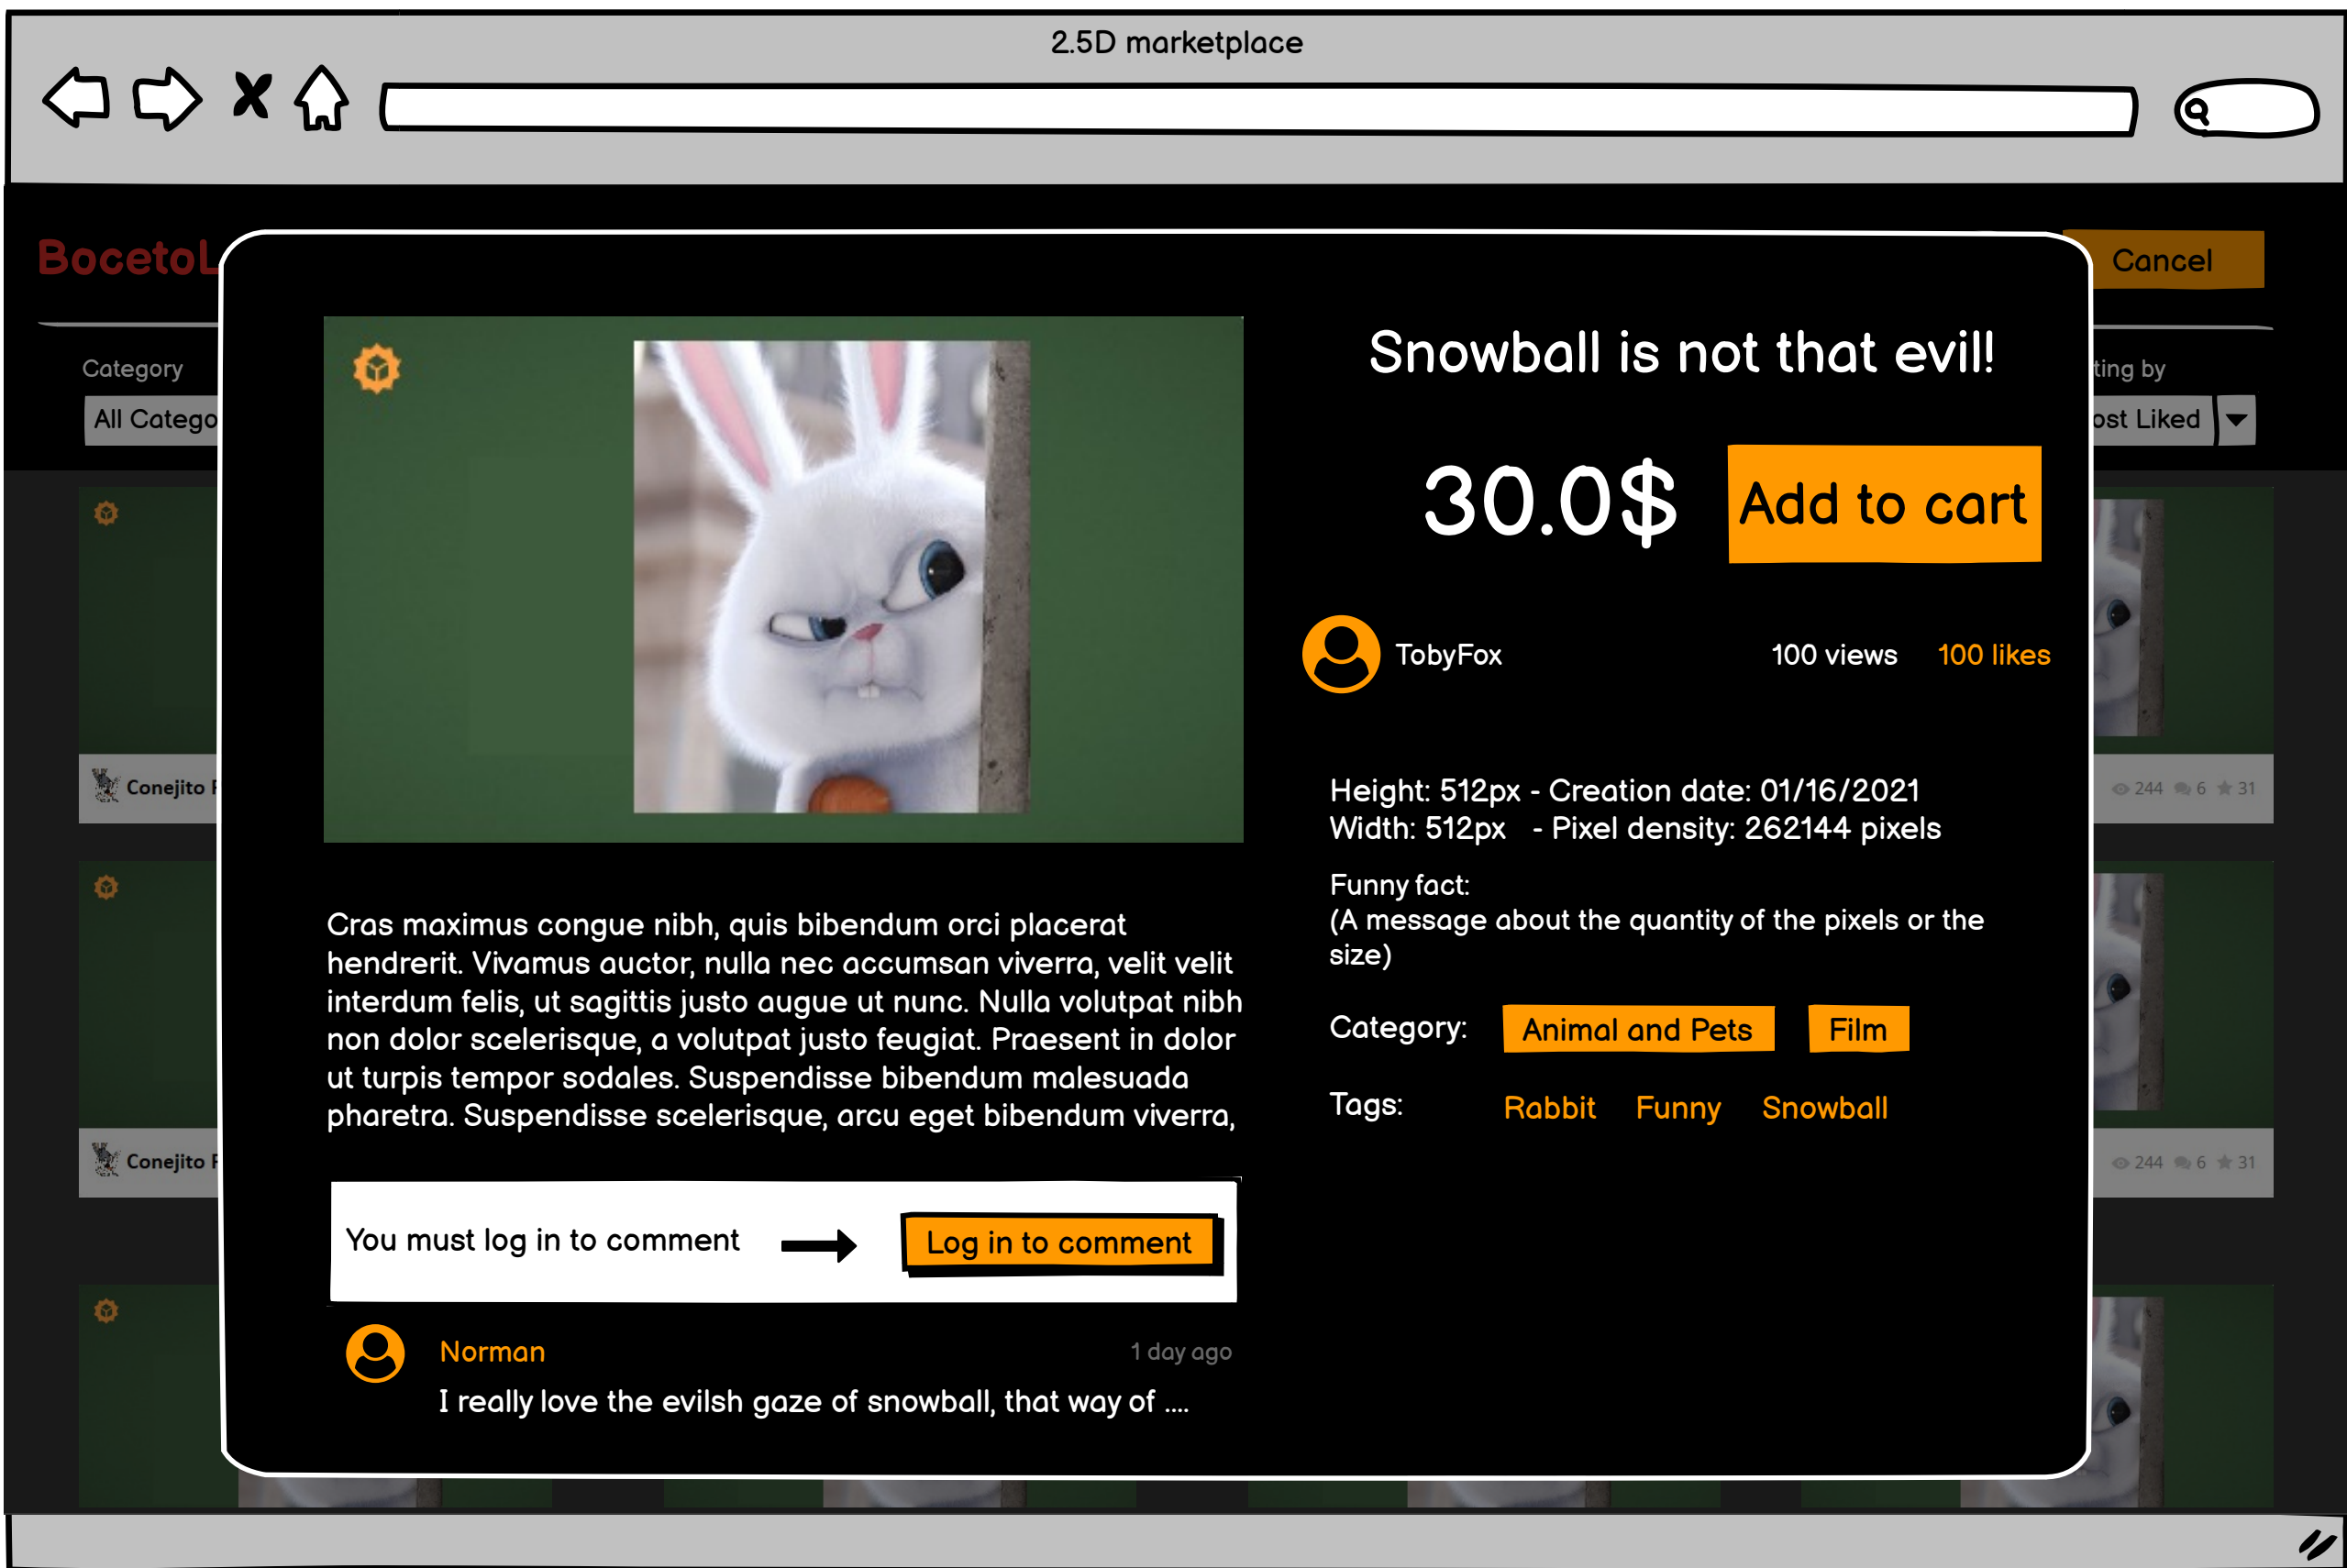 2.5D marketplace
BocetoL
Cancel
Category
ting by
All Catego
ost Liked
Snowball is not that evil!
30.0$
Add to cart
TobyFox
100 views
100 likes
Height: 512px - Creation date: 01/16/2021
Width: 512px - Pixel density: 262144 pixels
Funny fact:
(A message about the quantity of the pixels or the
size)
Category:
Animal and Pets
Film
Tags:
Rabbit
Funny
Snowball
Cras maximus congue nibh, quis bibendum orci placerat
hendrerit. Vivamus auctor, nulla nec accumsan viverra, velit velit
interdum felis, ut sagittis justo augue ut nunc. Nulla volutpat nibh
non dolor scelerisque, a volutpat justo feugiat. Praesent in dolor
ut turpis tempor sodales. Suspendisse bibendum malesuada
pharetra. Suspendisse scelerisque, arcu eget bibendum viverra,
You must log in to comment
Log in to comment
Norman
1 day ago
I really love the evilsh gaze of snowball, that way of ....
Conejito F
244 6 31
Conejito F
244 6 31